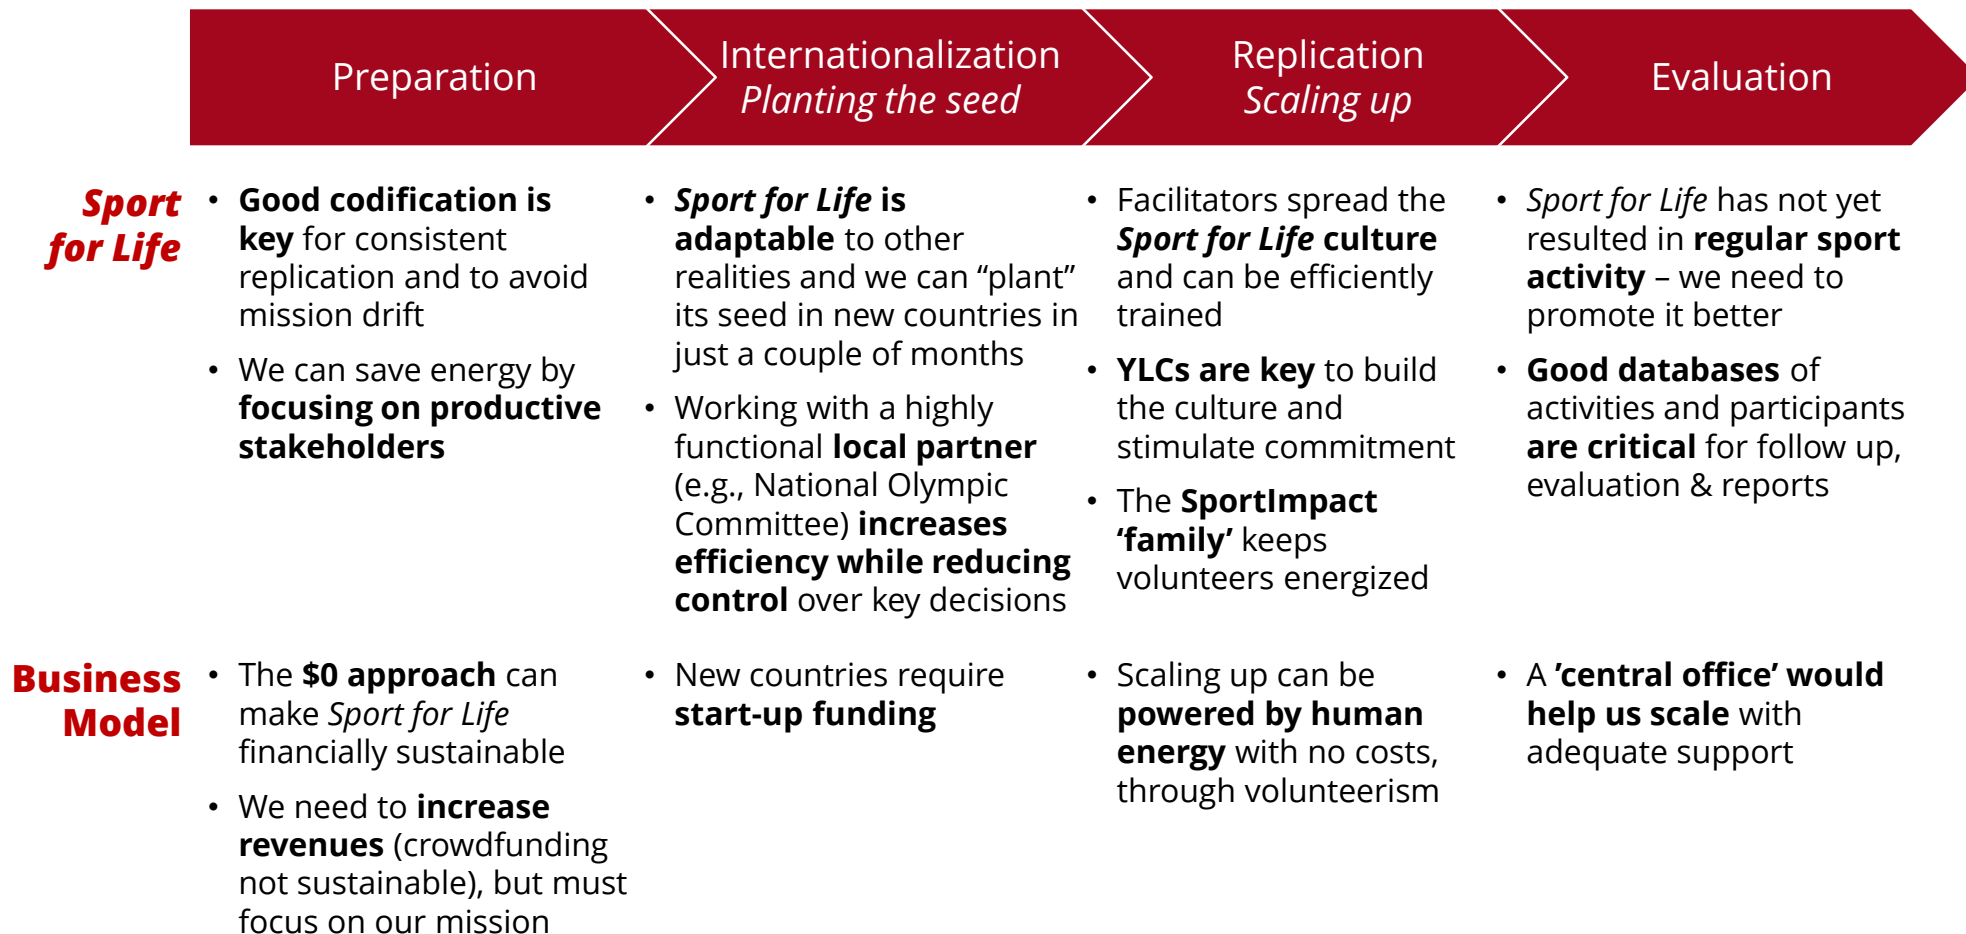 Preparation
Internationalization
Planting the seed
Replication
Scaling up
Evaluation
Sport
for Life
• Good codification is
key for consistent
replication and to avoid
mission drift
• We can save energy by
focusing on productive
stakeholders
• Sport for Life is
adaptable to other
realities and we can “plant”
its seed in new countries in
just a couple of months
• Working with a highly
functional local partner
(e.g., National Olympic
Committee) increases
efficiency while reducing
control over key decisions
• Facilitators spread the
Sport for Life culture
and can be efficiently
trained
• YLCs are key to build
the culture and
stimulate commitment
• The SportImpact
‘family’ keeps
volunteers energized
• Sport for Life has not yet
resulted in regular sport
activity – we need to
promote it better
• Good databases of
activities and participants
are critical for follow up,
evaluation & reports
Business
Model
• The $0 approach can
make Sport for Life
financially sustainable
• We need to increase
revenues (crowdfunding
not sustainable), but must
focus on our mission
• New countries require
start-up funding
• Scaling up can be
powered by human
energy with no costs,
through volunteerism
• A ’central office’ would
help us scale with
adequate support